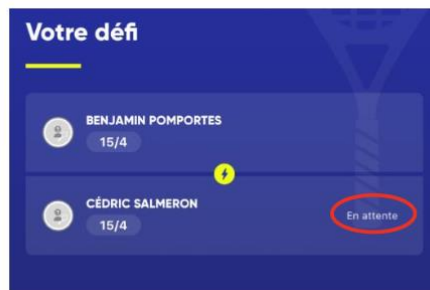 Votre défi
BENJAMIN POMPORTES
15/4
CÉDRIC SALMERON
En attente
15/4